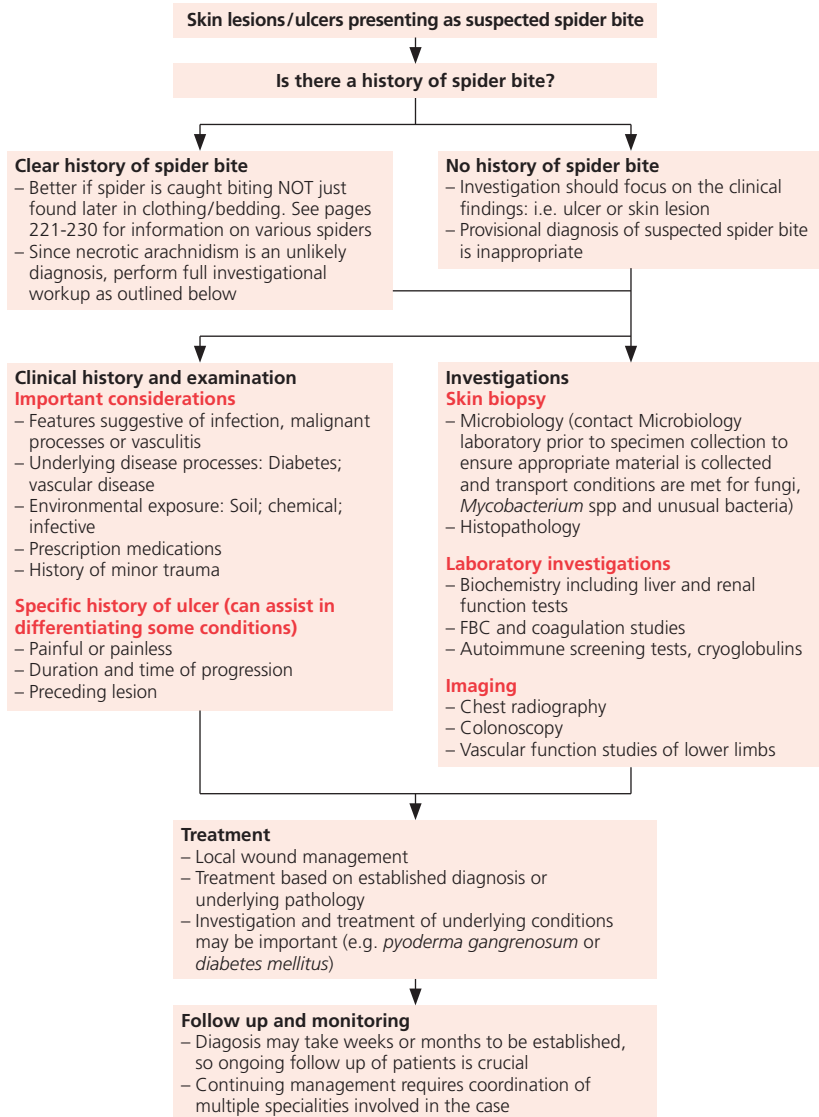 Skin lesions/ulcers presenting as suspected spider bite
Is there a history of spider bite?
Clear history of spider bite
– Better if spider is caught biting NOT just
found later in clothing/bedding. See pages
221-230 for information on various spiders
– Since necrotic arachnidism is an unlikely
diagnosis, perform full investigational
workup as outlined below
No history of spider bite
– Investigation should focus on the clinical
findings: i.e. ulcer or skin lesion
– Provisional diagnosis of suspected spider bite
is inappropriate
Clinical history and examination
Important considerations
– Features suggestive of infection, malignant
processes or vasculitis
– Underlying disease processes: Diabetes;
vascular disease
– Environmental exposure: Soil; chemical;
infective
– Prescription medications
– History of minor trauma
Specific history of ulcer (can assist in
differentiating some conditions)
– Painful or painless
– Duration and time of progression
– Preceding lesion
Investigations
Skin biopsy
– Microbiology (contact Microbiology
laboratory prior to specimen collection to
ensure appropriate material is collected
and transport conditions are met for fungi,
Mycobacterium spp and unusual bacteria)
– Histopathology
Laboratory investigations
– Biochemistry including liver and renal
function tests
– FBC and coagulation studies
– Autoimmune screening tests, cryoglobulins
Imaging
– Chest radiography
– Colonoscopy
– Vascular function studies of lower limbs
Treatment
– Local wound management
– Treatment based on established diagnosis or
underlying pathology
– Investigation and treatment of underlying conditions
may be important (e.g. pyoderma gangrenosum or
diabetes mellitus)
Follow up and monitoring
– Diagosis may take weeks or months to be established,
so ongoing follow up of patients is crucial
– Continuing management requires coordination of
multiple specialities involved in the case